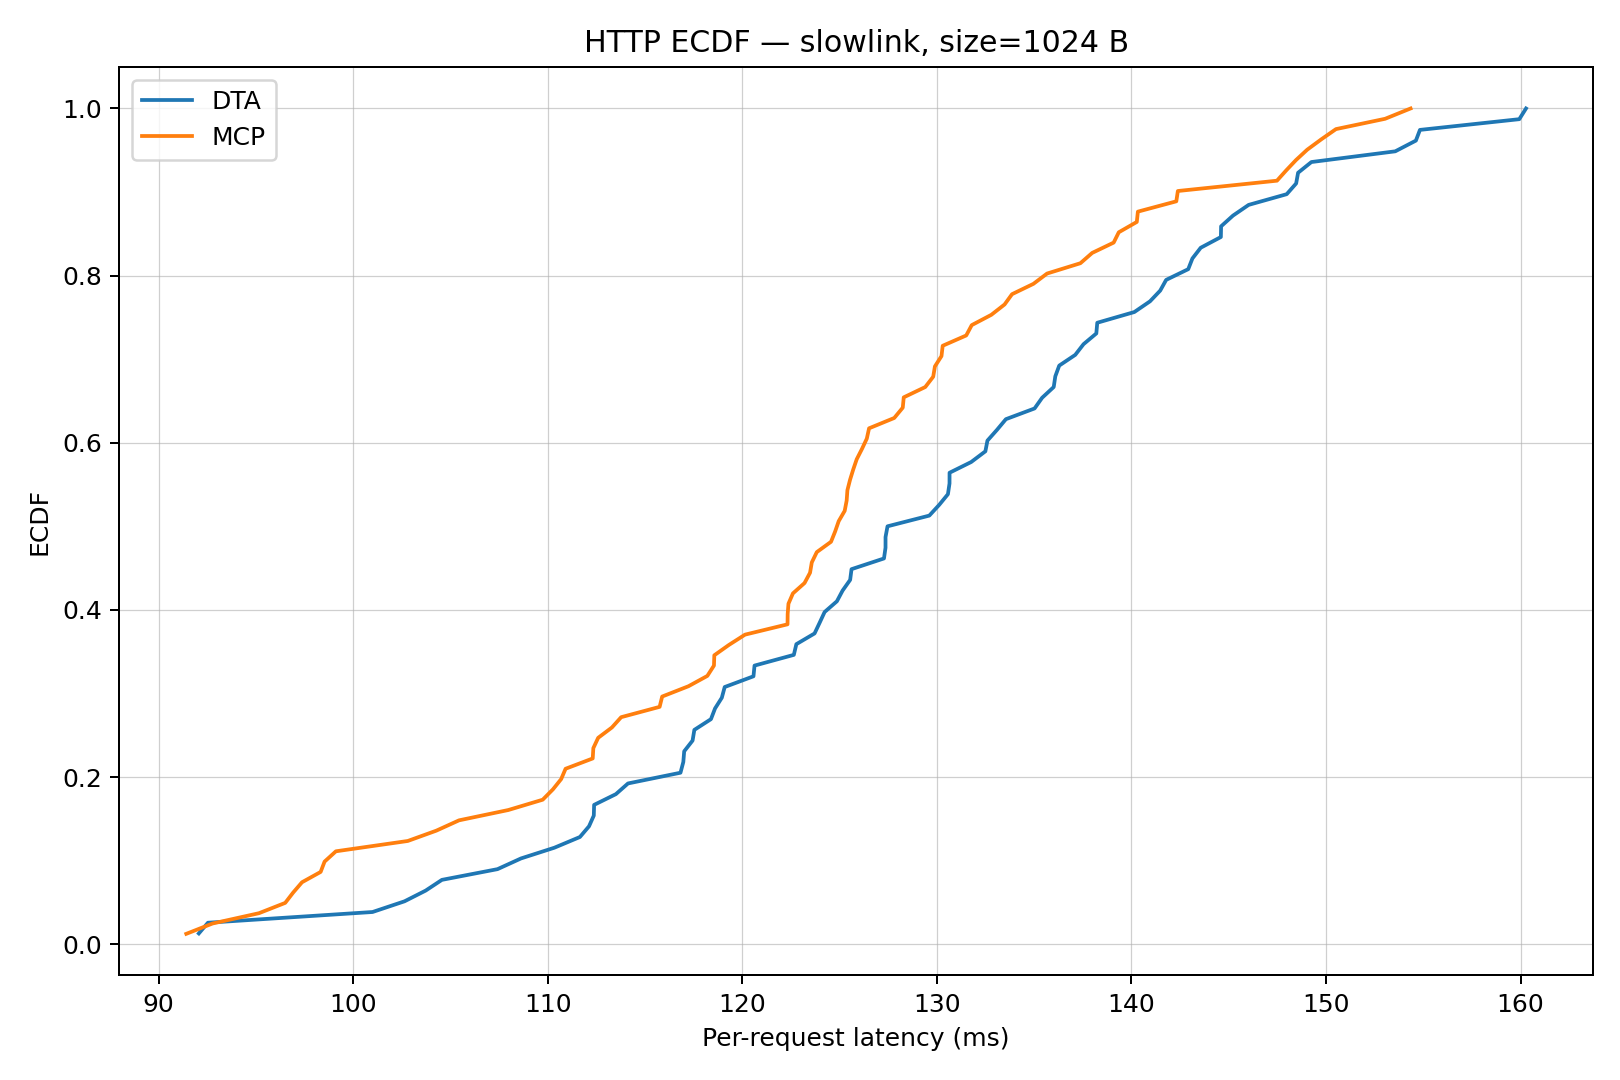 HTTP ECDF — slowlink, size=1024 B
DTA
MCP
1.0
0.8
0.6
0.4
0.2
0.0
ECDF
90 100 110 120 130 140 150 160
Per-request latency (ms)